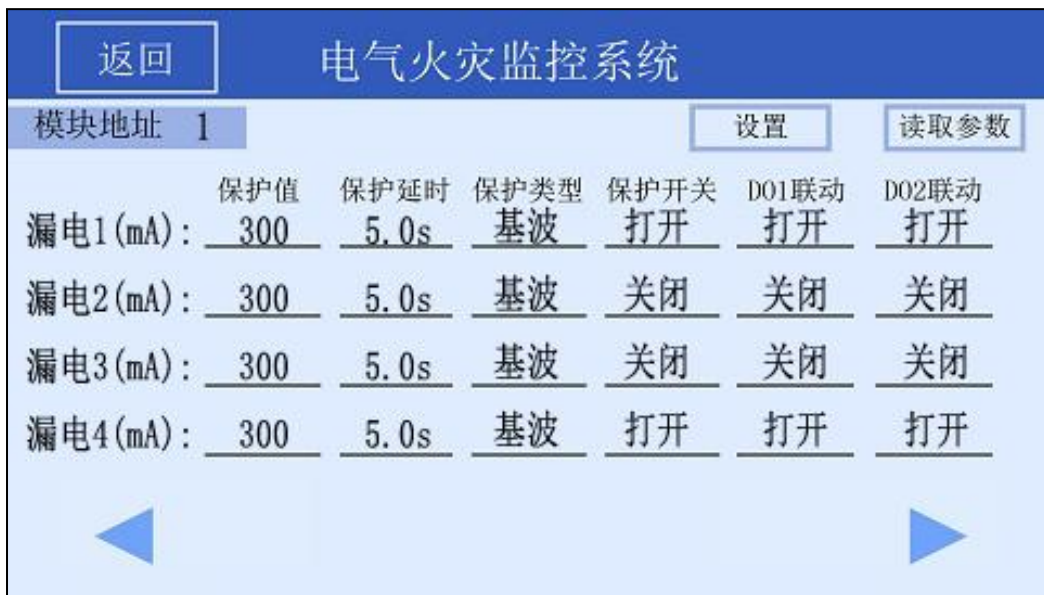 返回 电气火灾监控系统
模块地址 1 设置 读取参数
保护值 保护延时 保护类型 保护开关 DO1联动 DO2联动
漏电1(mA): 300 5.0s 基波 打开 打开 打开
漏电2(mA): 300 5.0s 基波 关闭 关闭 关闭
漏电3(mA): 300 5.0s 基波 关闭 关闭 关闭
漏电4(mA): 300 5.0s 基波 打开 打开 打开